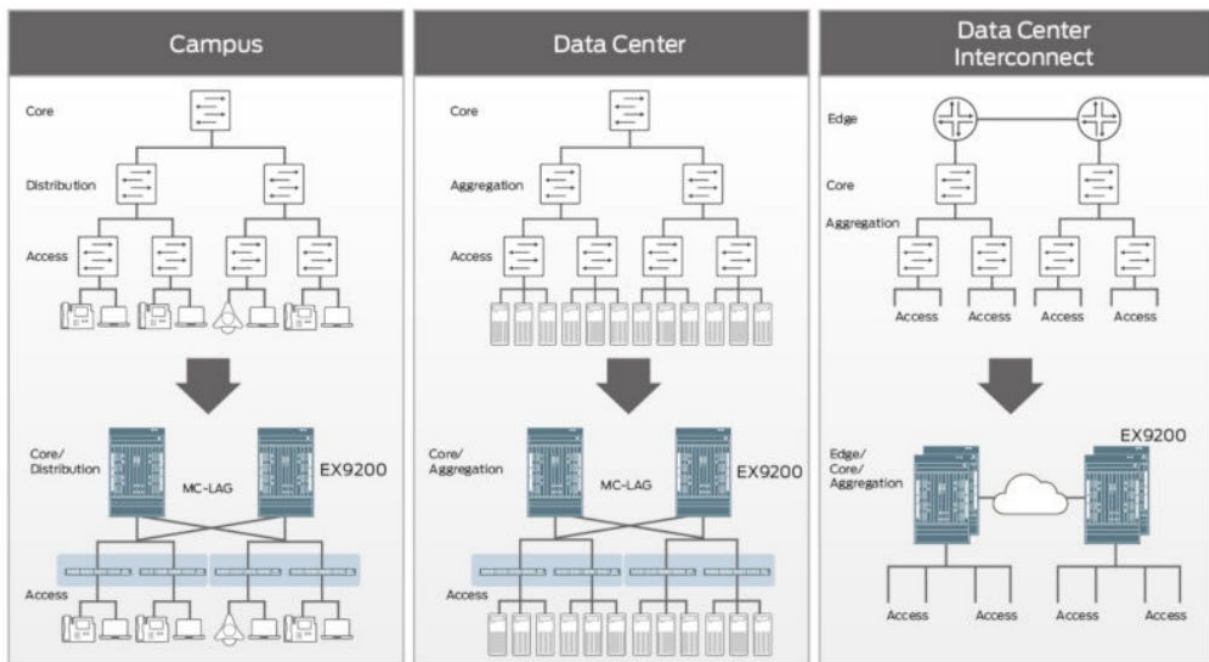 Campus
Core
Distribution
Access
Core/
Distribution
MC-LAG
EX9200
Access
Data Center
Core
Aggregation
Access
Core/
Aggregation
MC-LAG
EX9200
Access
Data Center
Interconnect
Edge
Core
Aggregation
Access Access Access Access
EX9200
Edge/
Core/
Aggregation
Access Access Access Access